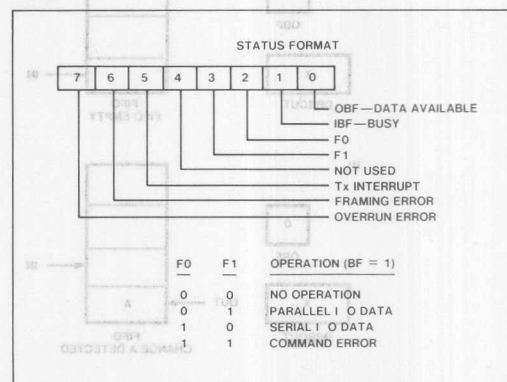 STATUS FORMAT
7 6 5 4 3 2 1 0
OBF—DATA AVAILABLE
IBF—BUSY
F0
F1
NOT USED
Tx INTERRUPT
FRAMING ERROR
OVERRUN ERROR
F0 F1 OPERATION (BF = 1)
0 0 NO OPERATION
0 1 PARALLEL I O DATA
1 0 SERIAL I O DATA
1 1 COMMAND ERROR